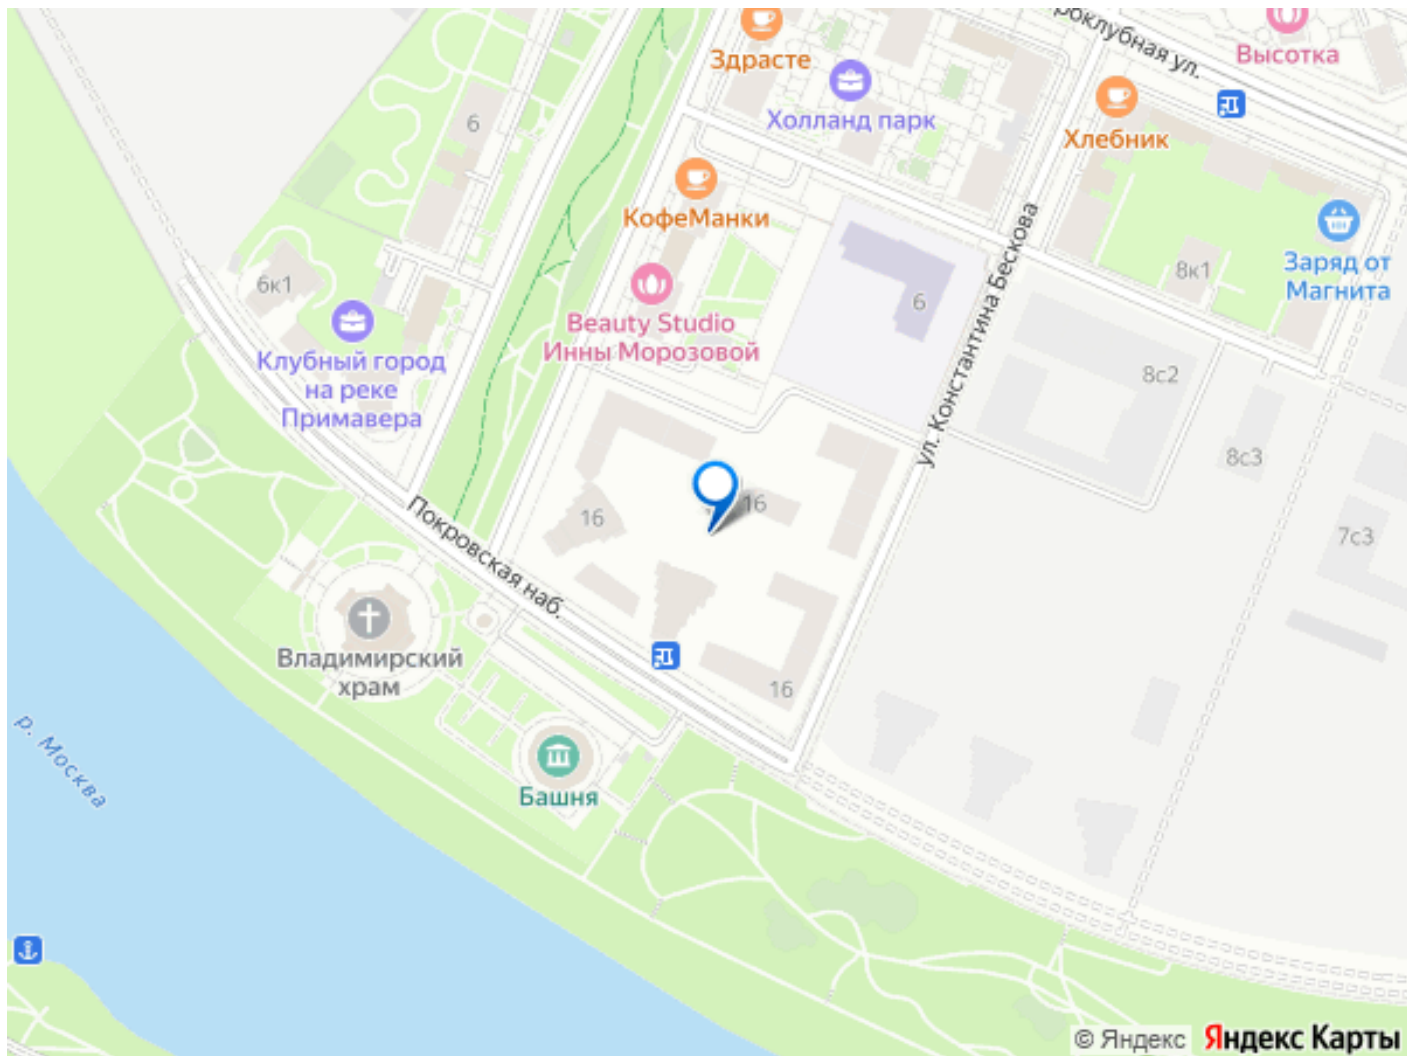 роклубная ул.
Высотка
Здрасте
Холланд парк
Хлебник
6
КофеМанки
ул. Константина Бескова
Заряд от
Магнита
8к1
6к1
6
Beauty Studio
Инны Морозовой
Клубный город
на реке
Примавера
8с2
8с3
16
16
7с3
Покровская наб.
Владимирский
храм
16
р. Москва
Башня
© Яндекс Яндекс Карты